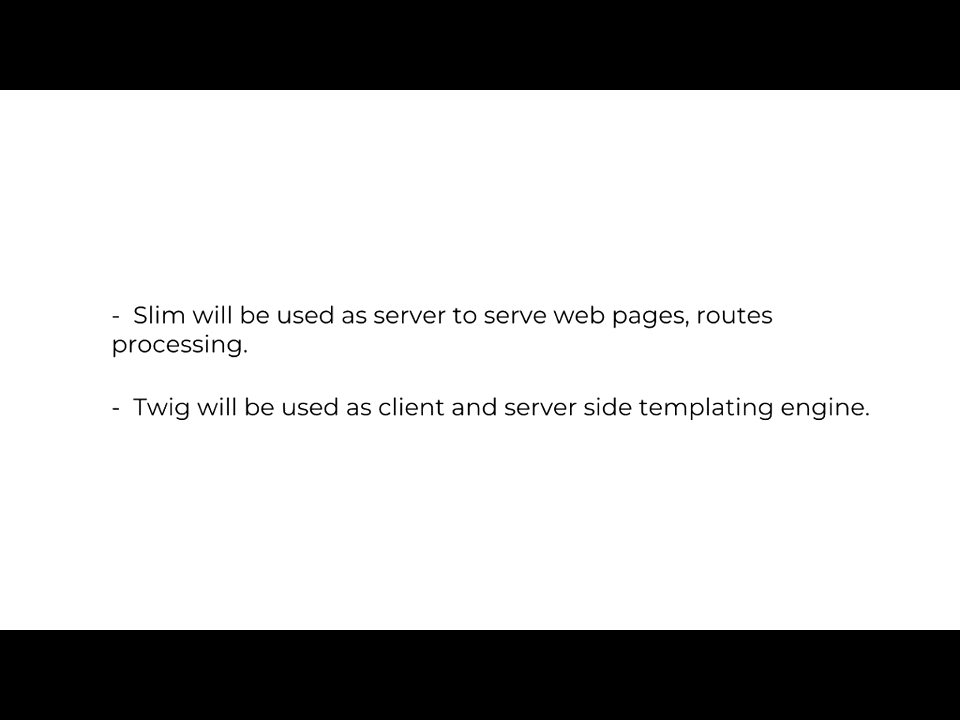 - Slim will be used as server to serve web pages, routes
processing.
- Twig will be used as client and server side templating engine.